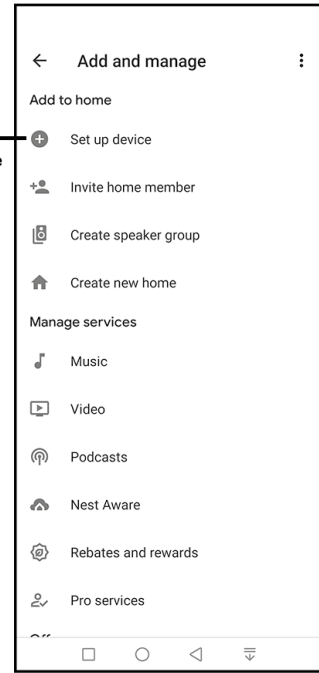 Add and manage
Add to home
Set up device
Invite home member
Create speaker group
Create new home
Manage services
Music
Video
Podcasts
Nest Aware
Rebates and rewards
Pro services